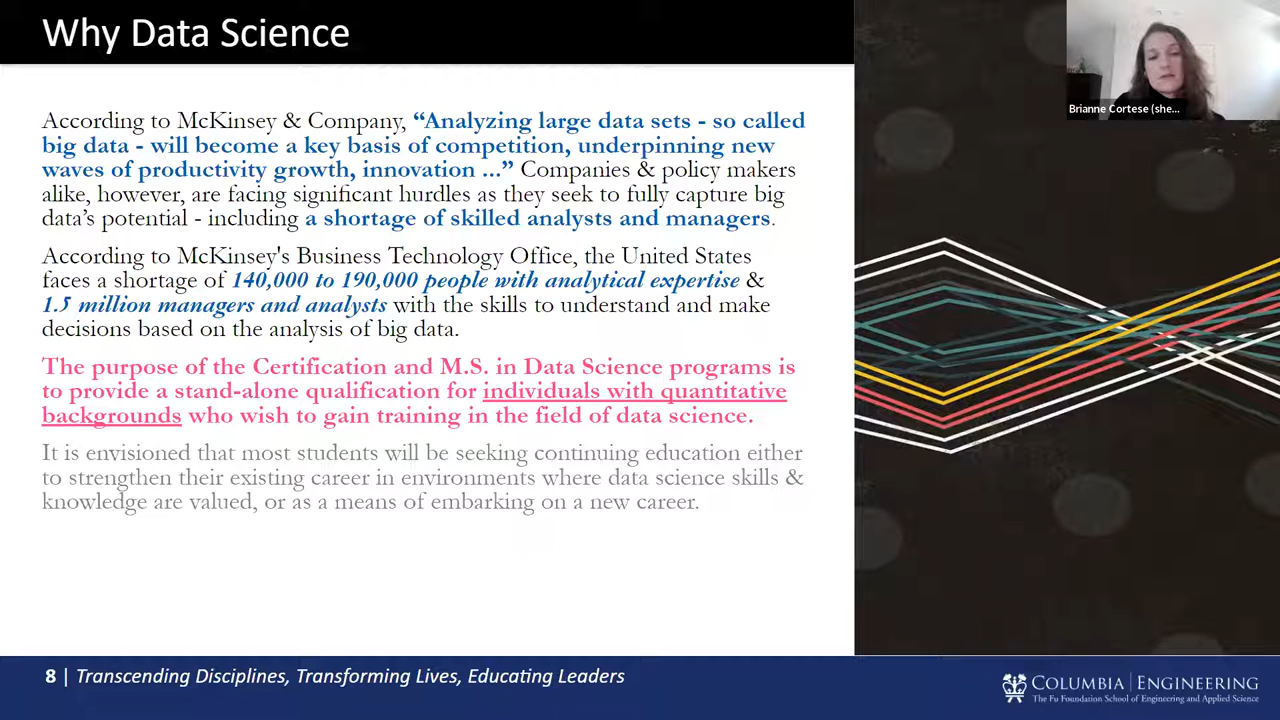 Why Data Science
Brianne Cortese (she...
According to McKinsey & Company, “Analyzing large data sets - so called
big data - will become a key basis of competition, underpinning new
waves of productivity growth, innovation ...” Companies & policy makers
alike, however, are facing significant hurdles as they seek to fully capture big
data’s potential - including a shortage of skilled analysts and managers.
According to McKinsey's Business Technology Office, the United States
faces a shortage of 140,000 to 190,000 people with analytical expertise &
1.5 million managers and analysts with the skills to understand and make
decisions based on the analysis of big data.
The purpose of the Certification and M.S. in Data Science programs is
to provide a stand-alone qualification for individuals with quantitative
backgrounds who wish to gain training in the field of data science.
It is envisioned that most students will be seeking continuing education either
to strengthen their existing career in environments where data science skills &
knowledge are valued, or as a means of embarking on a new career.
8 | Transcending Disciplines, Transforming Lives, Educating Leaders
COLUMBIA | ENGINEERING
The Fu Foundation School of Engineering and Applied Science